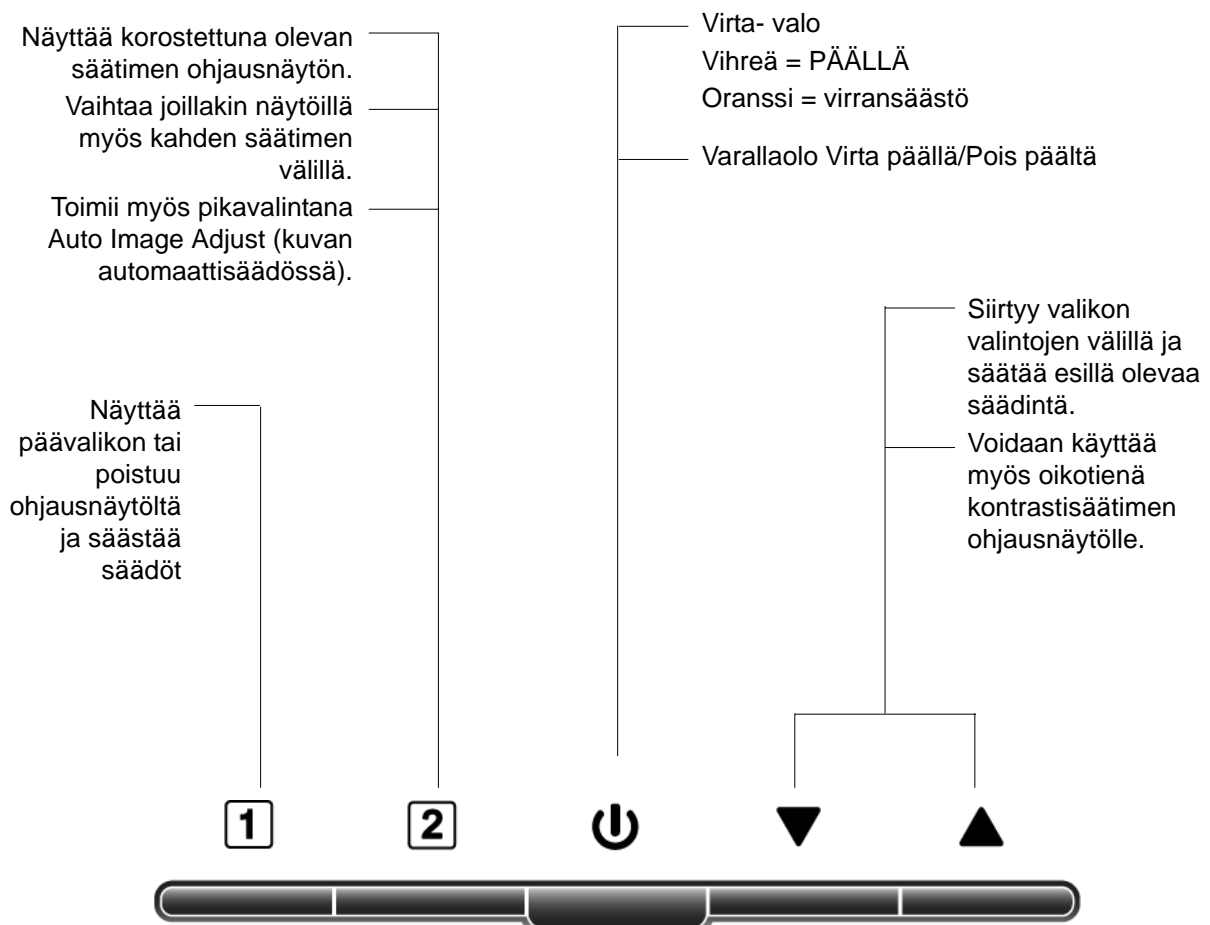 Näyttää korostettuna olevan
säätimen ohjausnäytön.
Vaihtaa joillakin näytöillä
myös kahden säätimen
välillä.
Toimii myös pikavalintana
Auto Image Adjust (kuvan
automaattisäädössä).
Virta- valo
Vihreä = PÄÄLLÄ
Oranssi = virransäästö
Varallaolo Virta päällä/Pois päältä
Näyttää
päävalikon tai
poistuu
ohjausnäytöltä
ja säästää
säädöt
Siirtyy valikon
valintojen välillä ja
säätää esillä olevaa
säädintä.
Voidaan käyttää
myös oikotienä
kontrastisäätimen
ohjausnäytölle.
1
2